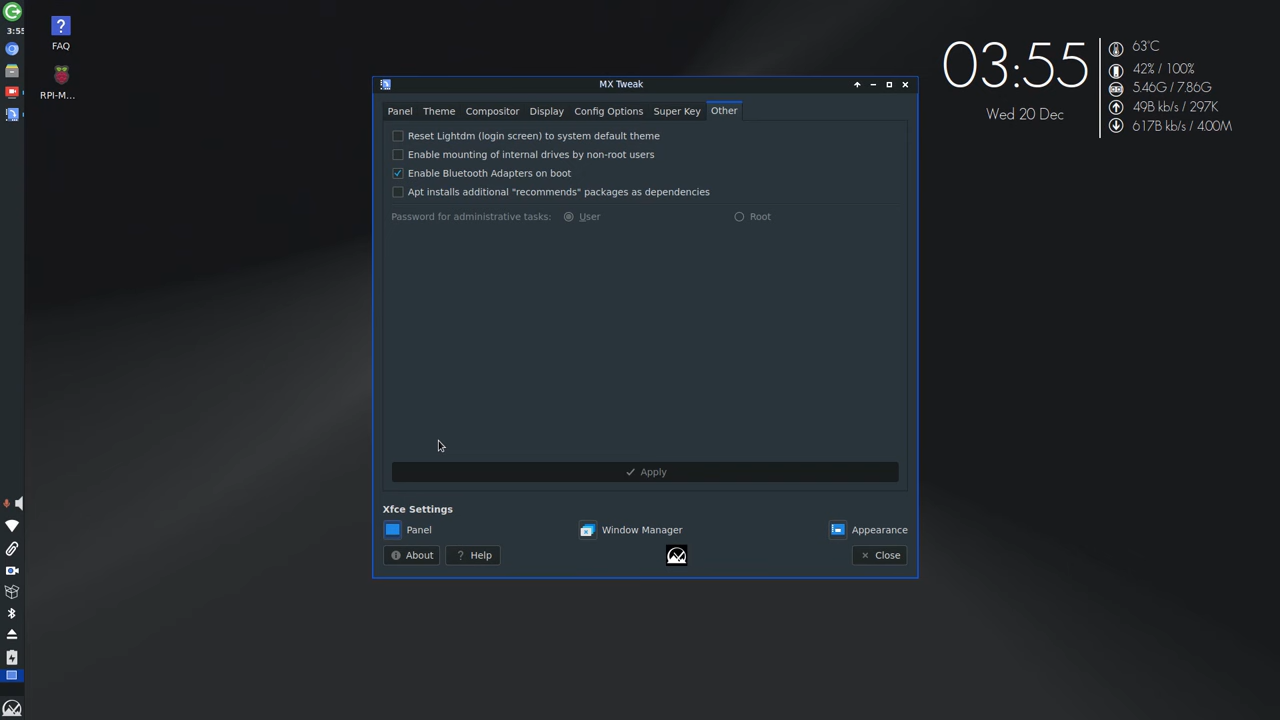 3:55
FAQ
RPI-M...
03:55
Wed 20 Dec
63°C
42% / 100%
5.46G / 7.86G
49B kb/s / 297K
617B kb/s / 4.00M
MX Tweak
Panel Theme Compositor Display Config Options Super Key Other
Reset Lightdm (login screen) to system default theme
Enable mounting of internal drives by non-root users
Enable Bluetooth Adapters on boot
Apt installs additional "recommends" packages as dependencies
Password for administrative tasks: User Root
Apply
Xfce Settings
Panel Window Manager Appearance
About ? Help Close